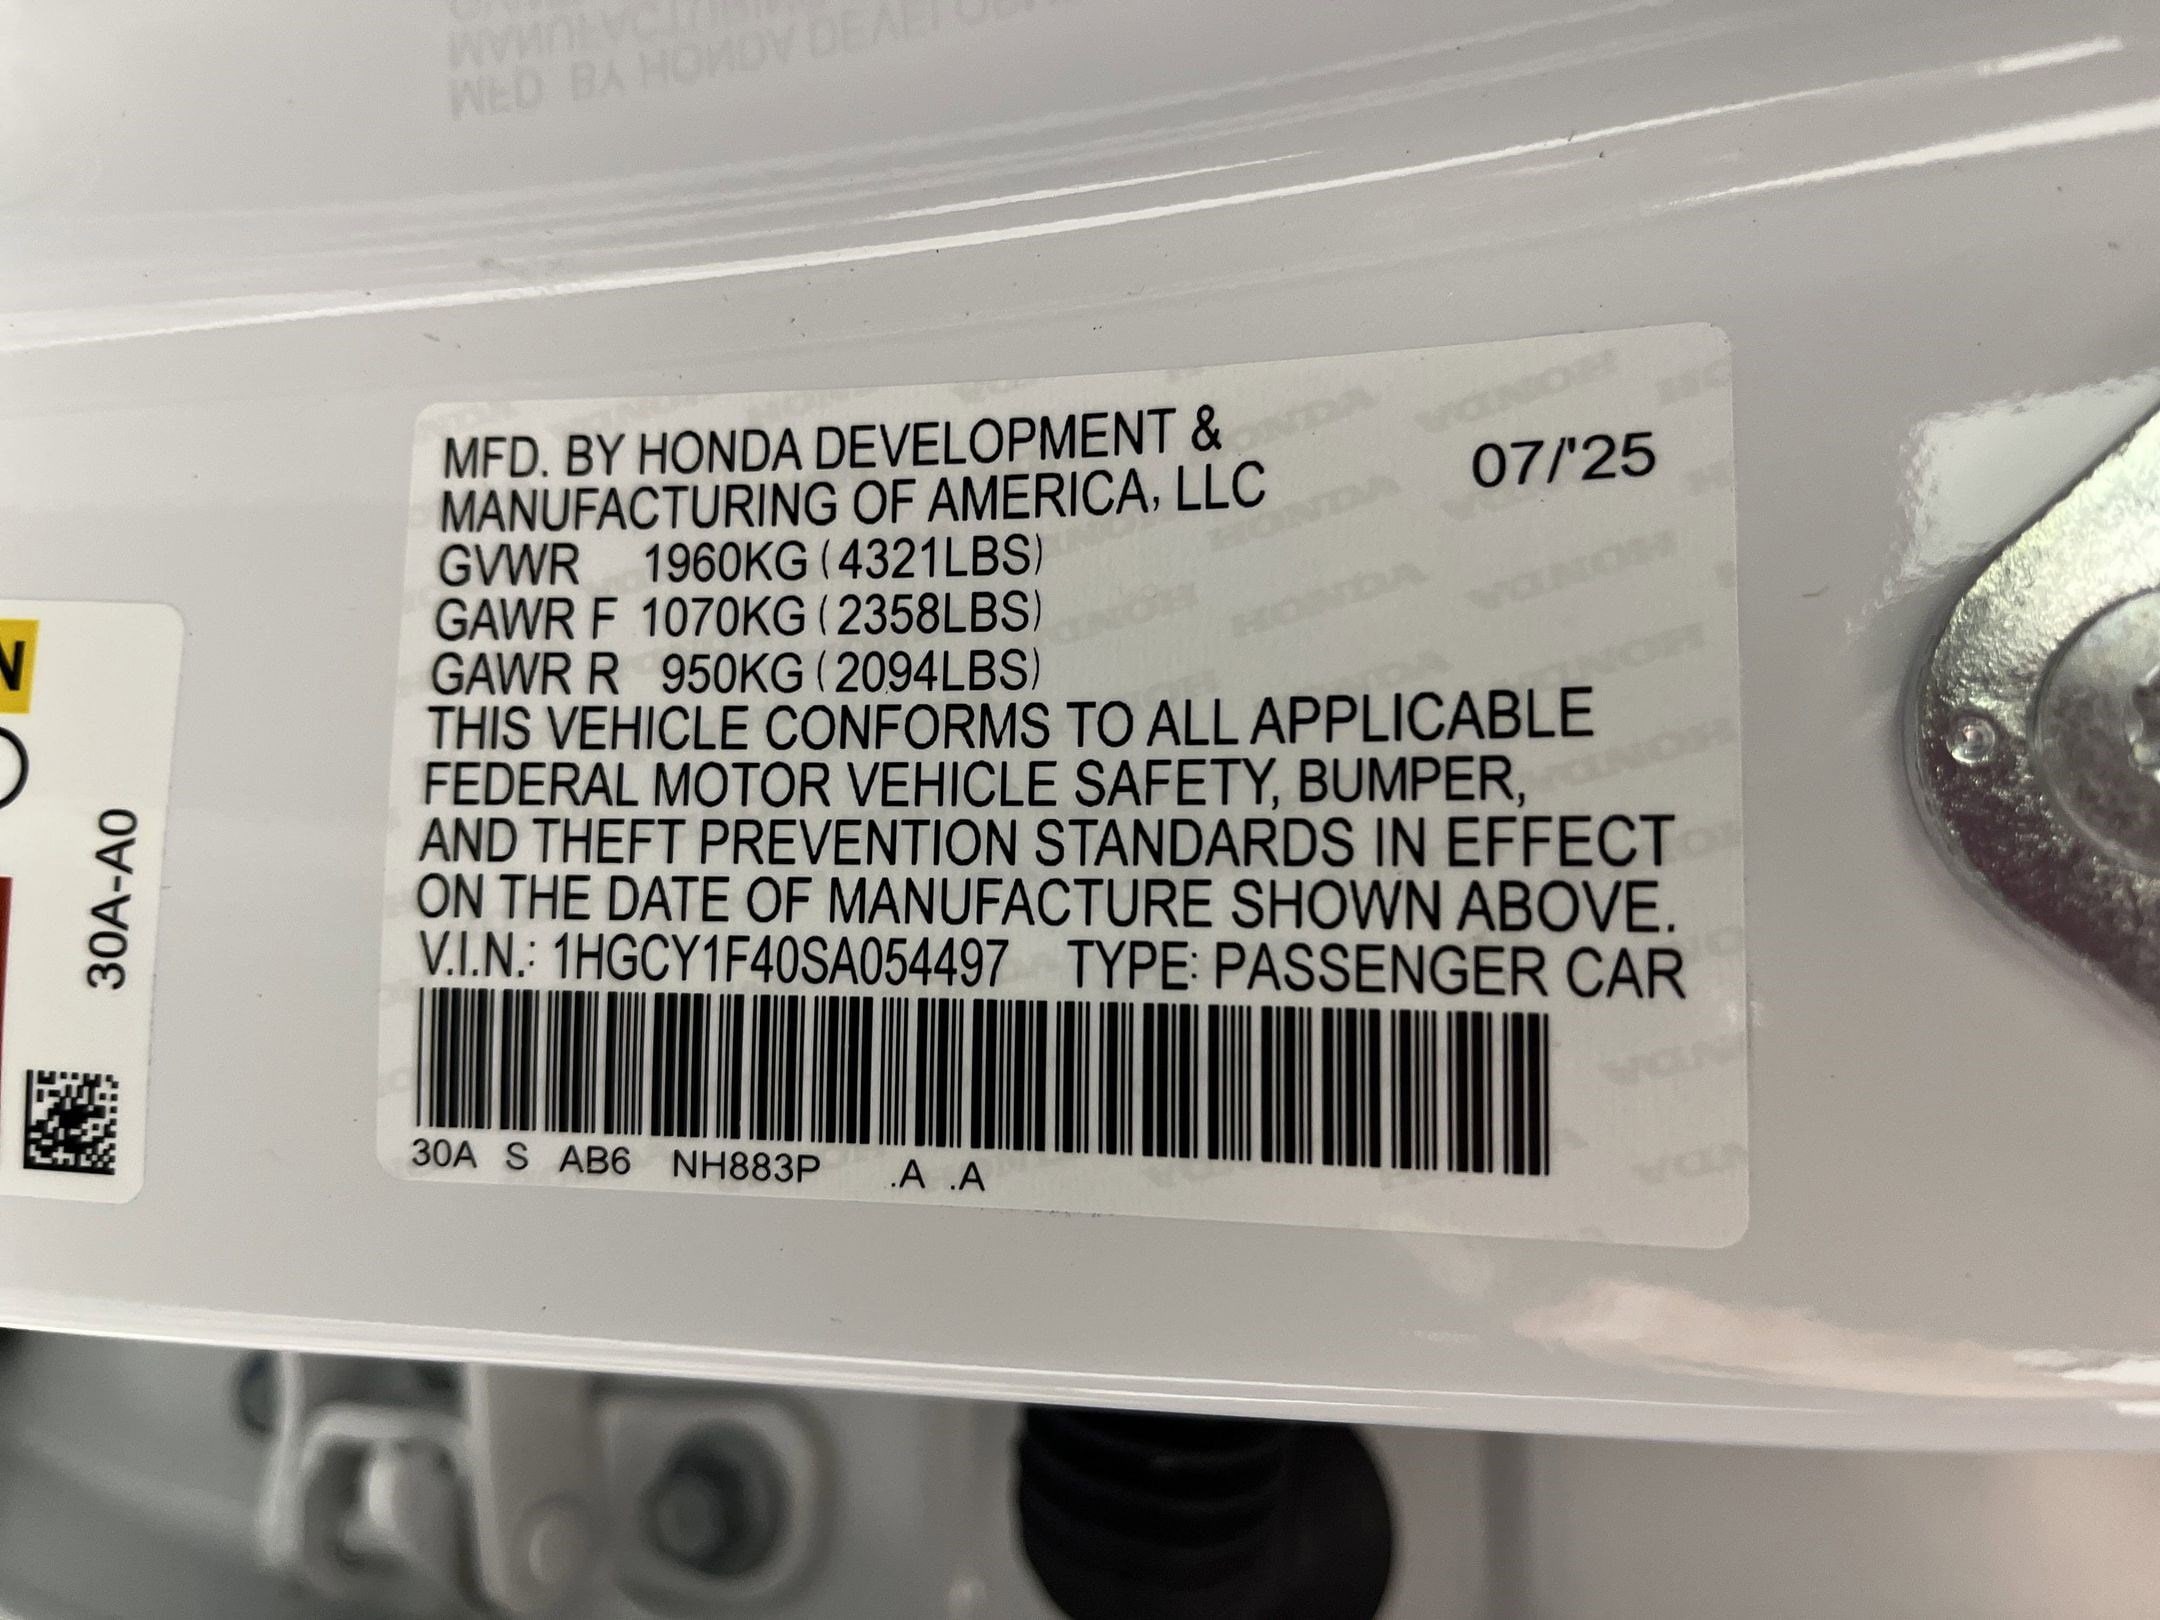 MFD. BY HONDA DEVELOPMENT &
MANUFACTURING OF AMERICA, LLC
07/'25
GVWR 1960KG (4321LBS)
GAWR F 1070KG (2358LBS)
GAWR R 950KG (2094LBS)
THIS VEHICLE CONFORMS TO ALL APPLICABLE
FEDERAL MOTOR VEHICLE SAFETY, BUMPER,
AND THEFT PREVENTION STANDARDS IN EFFECT
ON THE DATE OF MANUFACTURE SHOWN ABOVE.
V.I.N.: 1HGCY1F40SA054497 TYPE: PASSENGER CAR
30A S AB6 NH883P .A .A
30A-A0